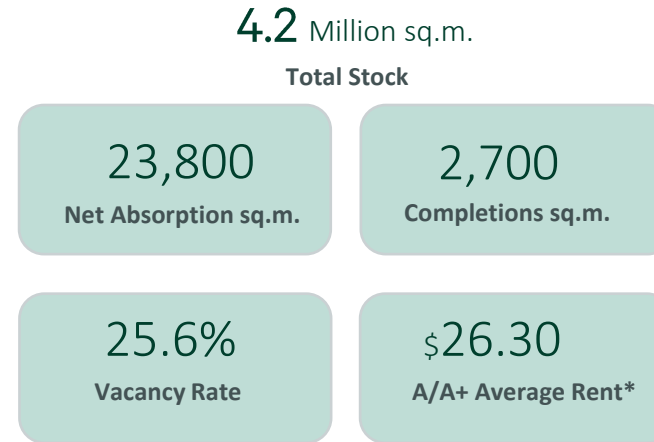 4.2 Million sq.m.
Total Stock
23,800
Net Absorption sq.m.
2,700
Completions sq.m.
25.6%
Vacancy Rate
$26.30
A/A+ Average Rent*